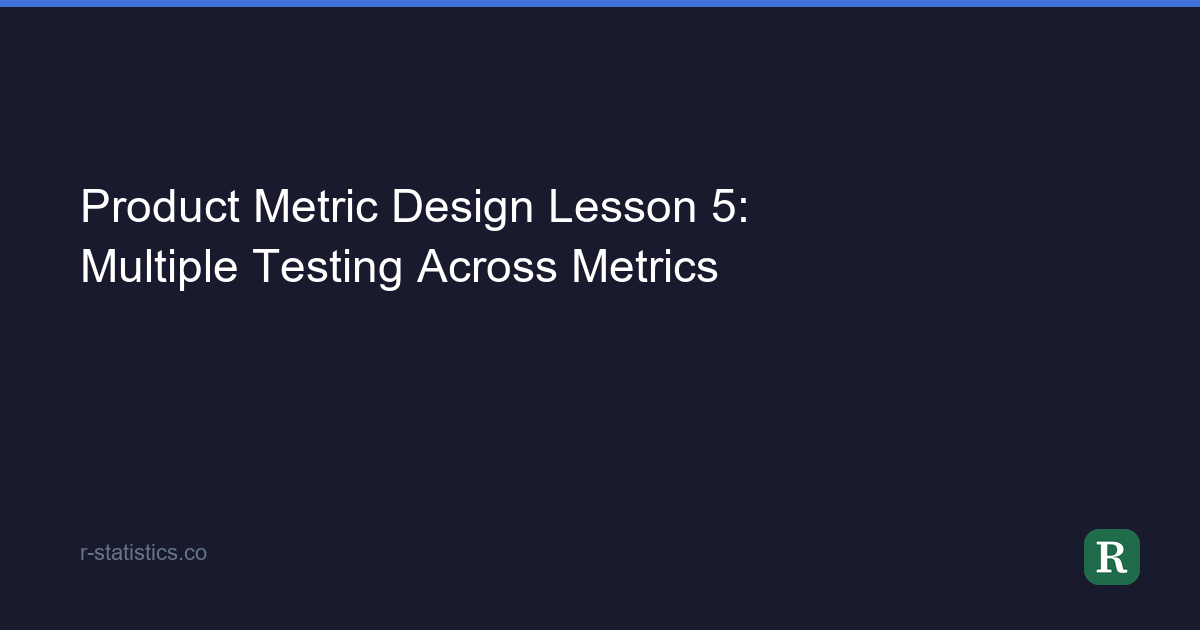 Product Metric Design Lesson 5:
Multiple Testing Across Metrics
r-statistics.co
R